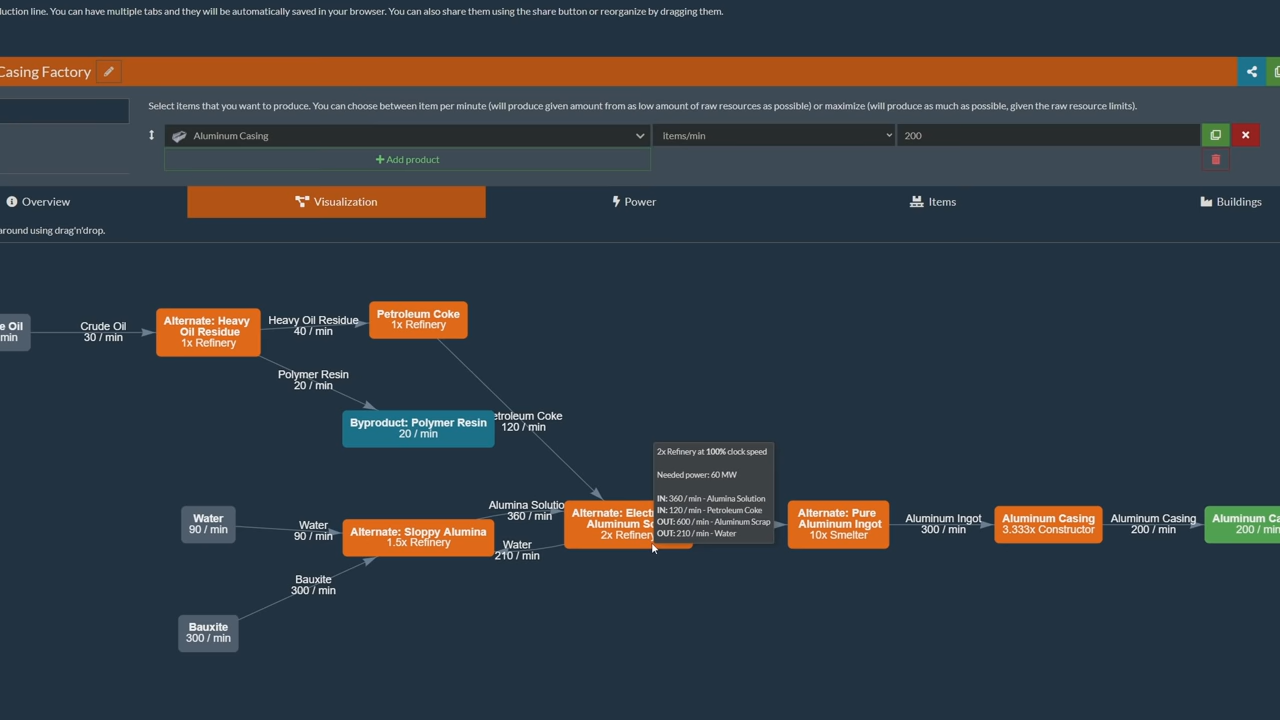 duction line. You can have multiple tabs and they will be automatically saved in your browser. You can also share them using the share button or reorganize by dragging them.
Casing Factory
Select items that you want to produce. You can choose between item per minute (will produce given amount from as low amount of raw resources as possible) or maximize (will produce as much as possible, given the raw resource limits).
Aluminum Casing
Items/min
200
Add product
Overview
Visualization
Power
Items
Buildings
around using drag'n'drop.
e Oil
min
Crude Oil
30 / min
Alternate: Heavy
Oil Residue
1x Refinery
Heavy Oil Residue
40 / min
Petroleum Coke
1x Refinery
Polymer Resin
20 / min
Byproduct: Polymer Resin
20 / min
etroleum Coke
120 / min
2x Refinery at 100% clock speed
Needed power: 60 MW
IN: 360 / min - Alumina Solution
IN: 120 / min - Petroleum Coke
OUT: 600 / min - Aluminum Scrap
OUT: 210 / min - Water
Water
90 / min
Water
90 / min
Alternate: Sloppy Alumina
1.5x Refinery
Alumina Solutio
360 / min
Water
210 / min
Alternate: Elect
Aluminum Sc
2x Refinery
Alternate: Pure
Aluminum Ingot
10x Smelter
Aluminum Ingot
300 / min
Aluminum Casing
3.333x Constructor
Aluminum Casing
200 / min
Aluminum Ca
200 / min
Bauxite
300 / min
Bauxite
300 / min